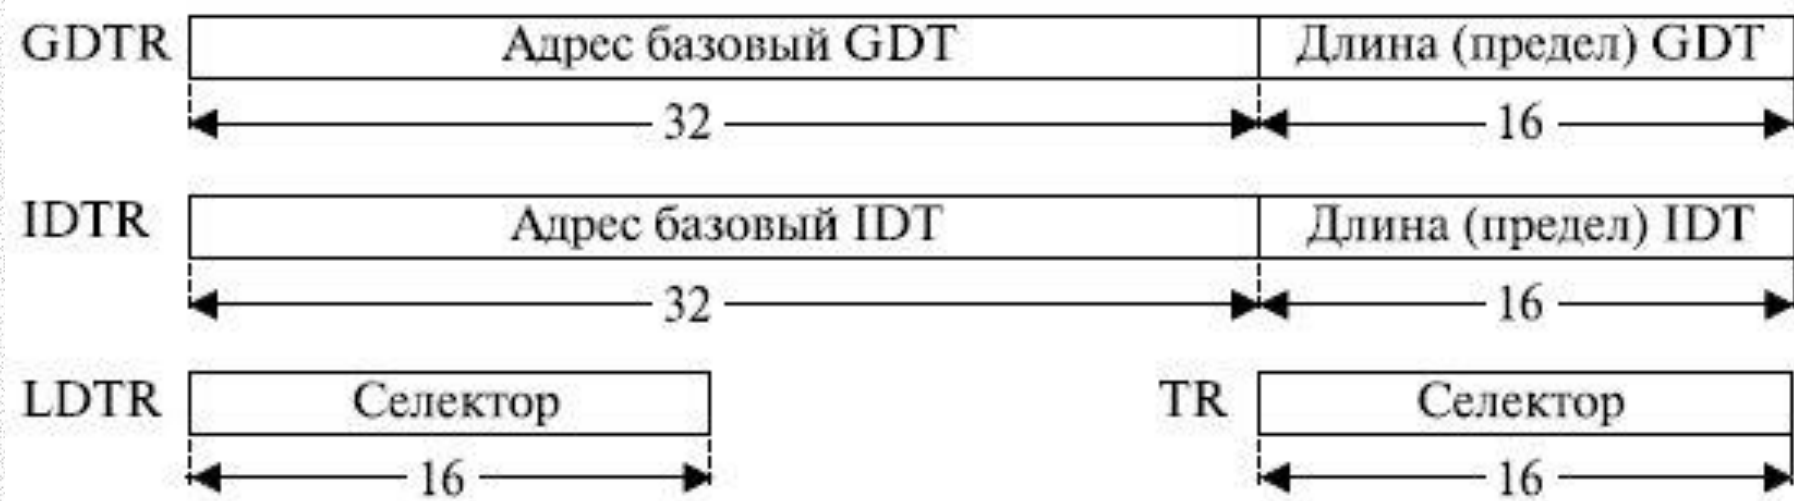 GDTR Адрес базовый GDT Длина (предел) GDT
32 16
IDTR Адрес базовый IDT Длина (предел) IDT
32 16
LDTR Селектор TR Селектор
16 16